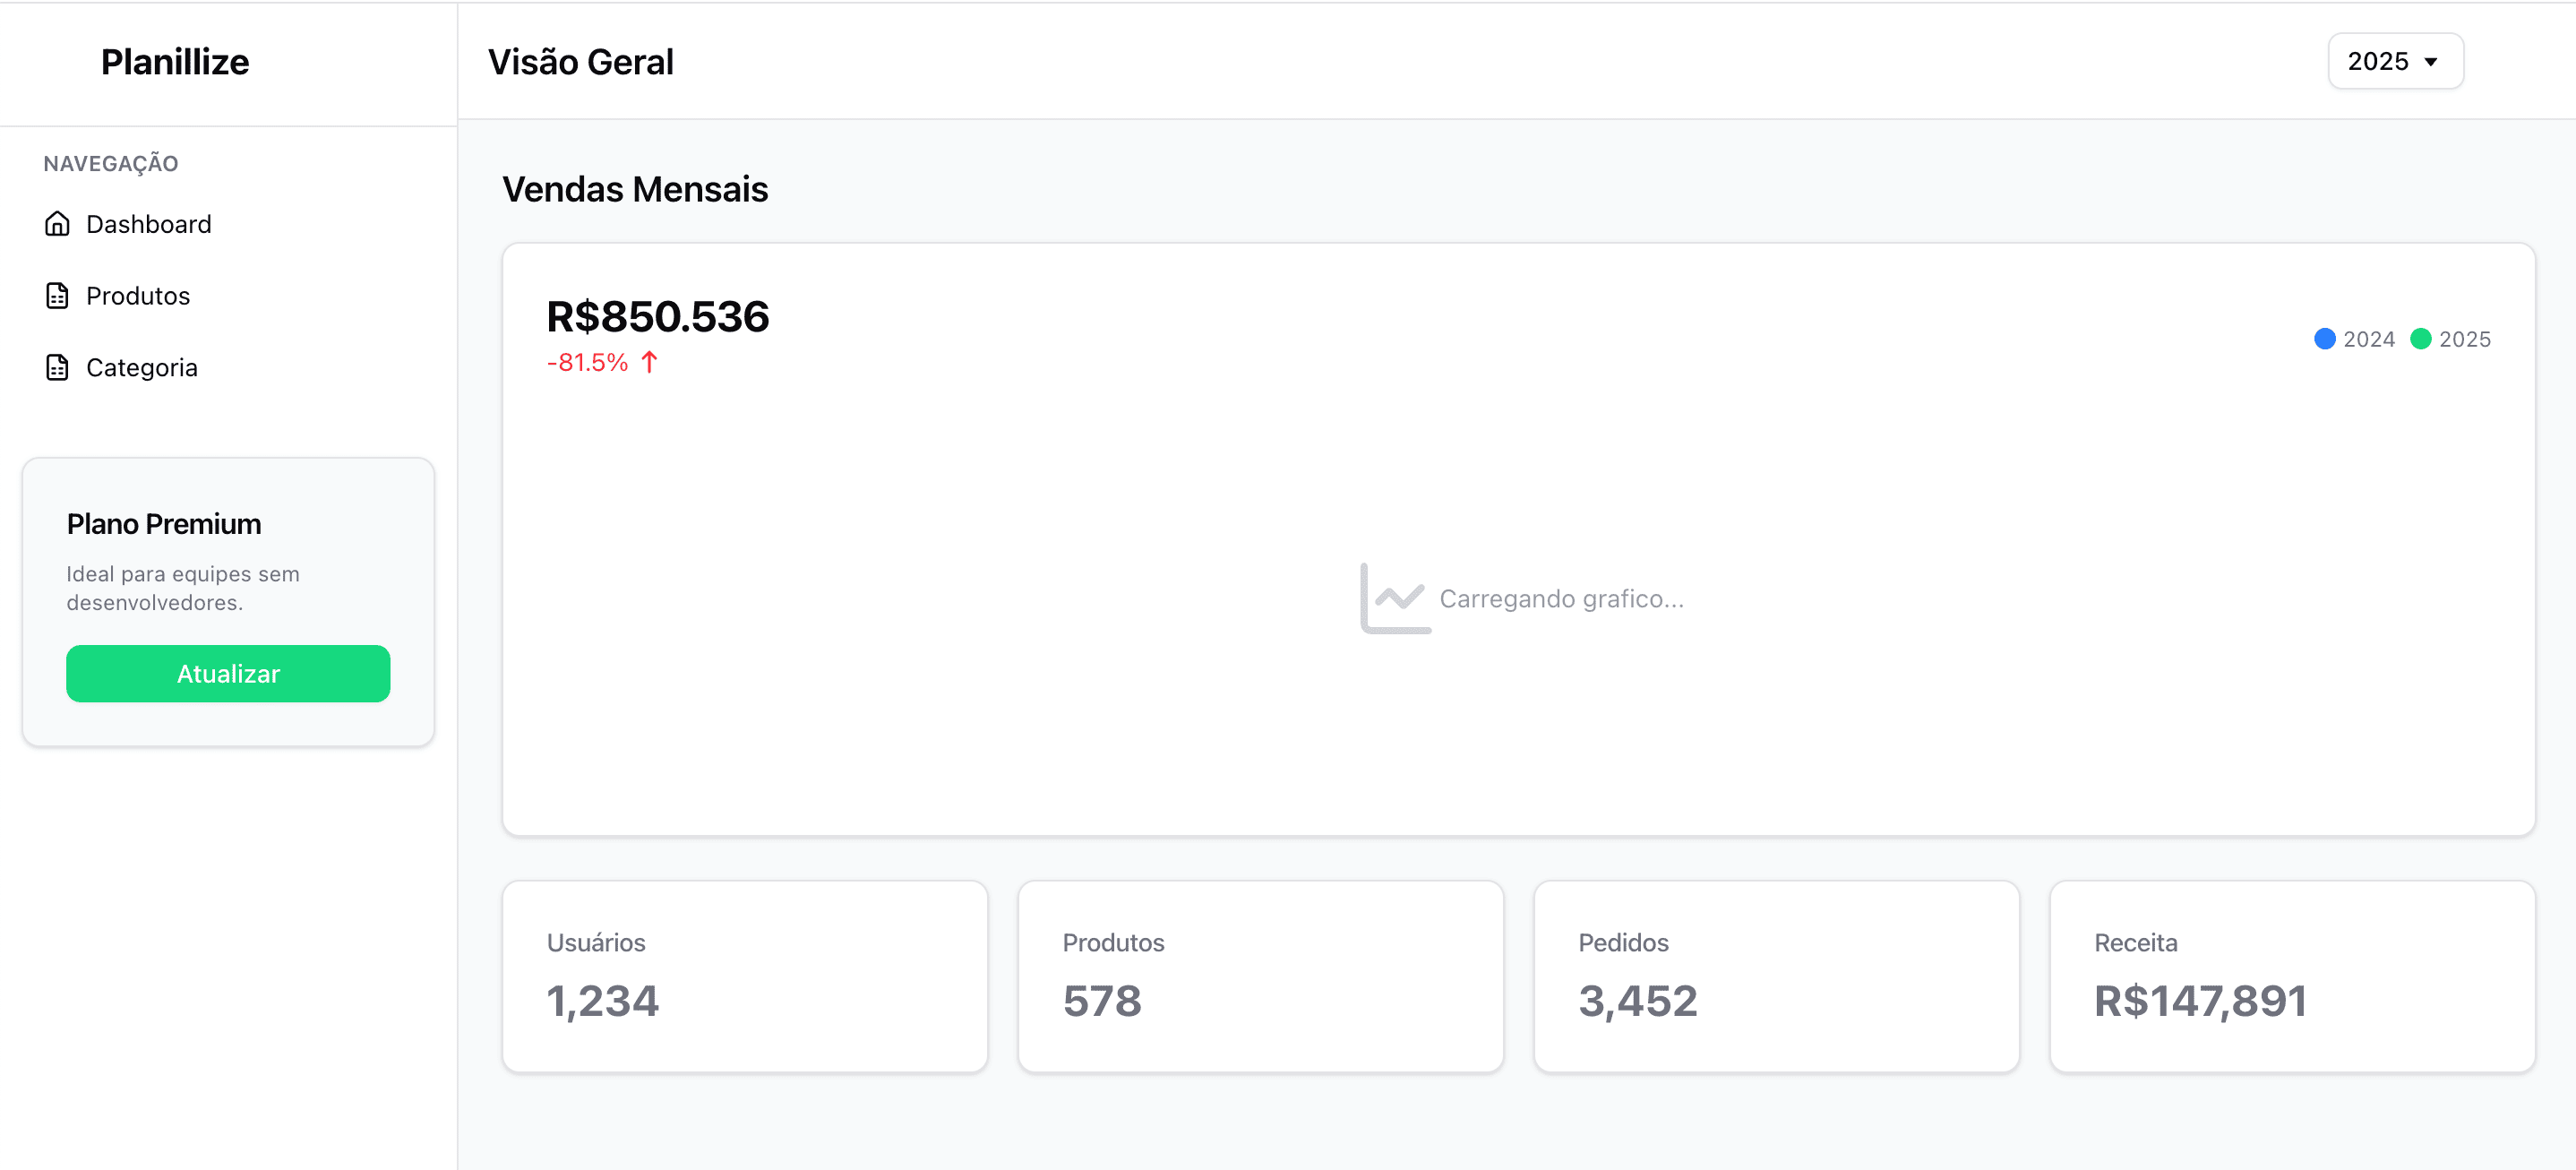 Planillize
Visão Geral
2025
NAVEGAÇÃO
Dashboard
Produtos
Categoria
Plano Premium
Ideal para equipes sem
desenvolvedores.
Atualizar
Vendas Mensais
R$850.536
-81.5%
2024
2025
Carregando grafico...
Usuários
1,234
Produtos
578
Pedidos
3,452
Receita
R$147,891